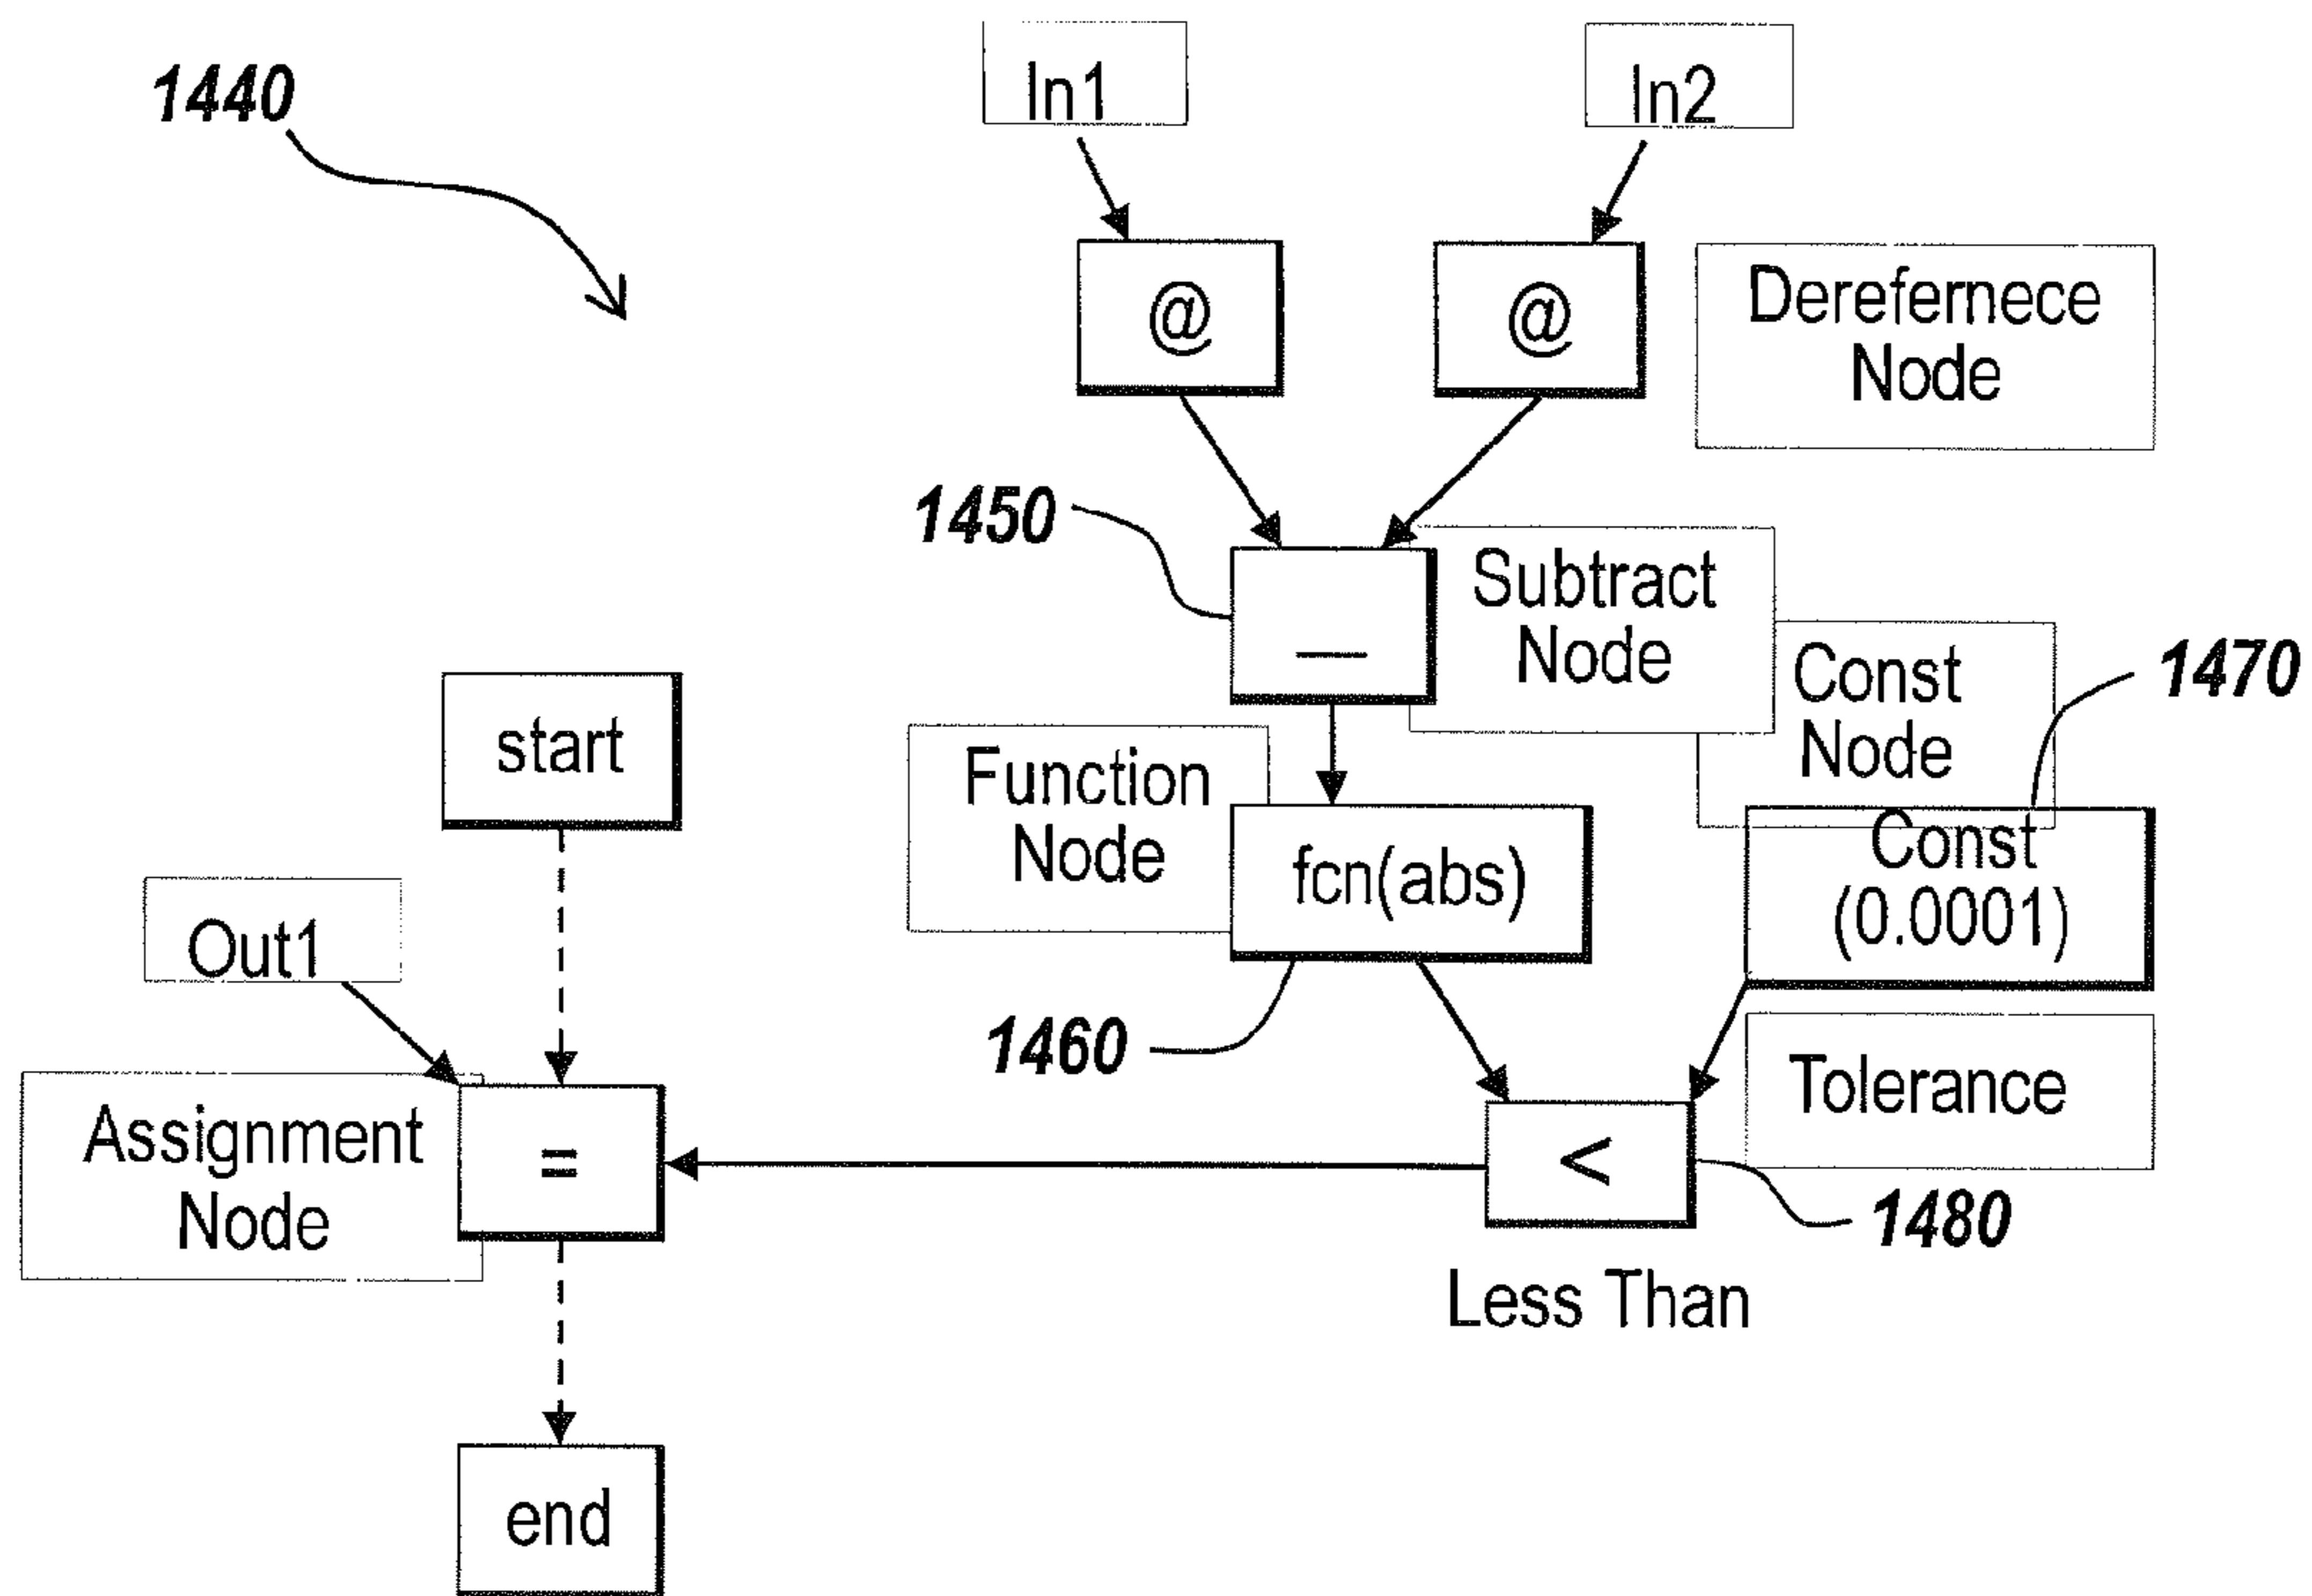 1440
In1
In2
@
@
Derefernece
Node
1450
_
Subtract
Node
Const
Node
1470
start
Function
Node
fcn(abs)
Const
(0.0001)
Out1
1460
Tolerance
Assignment
Node
=
<
1480
Less Than
end